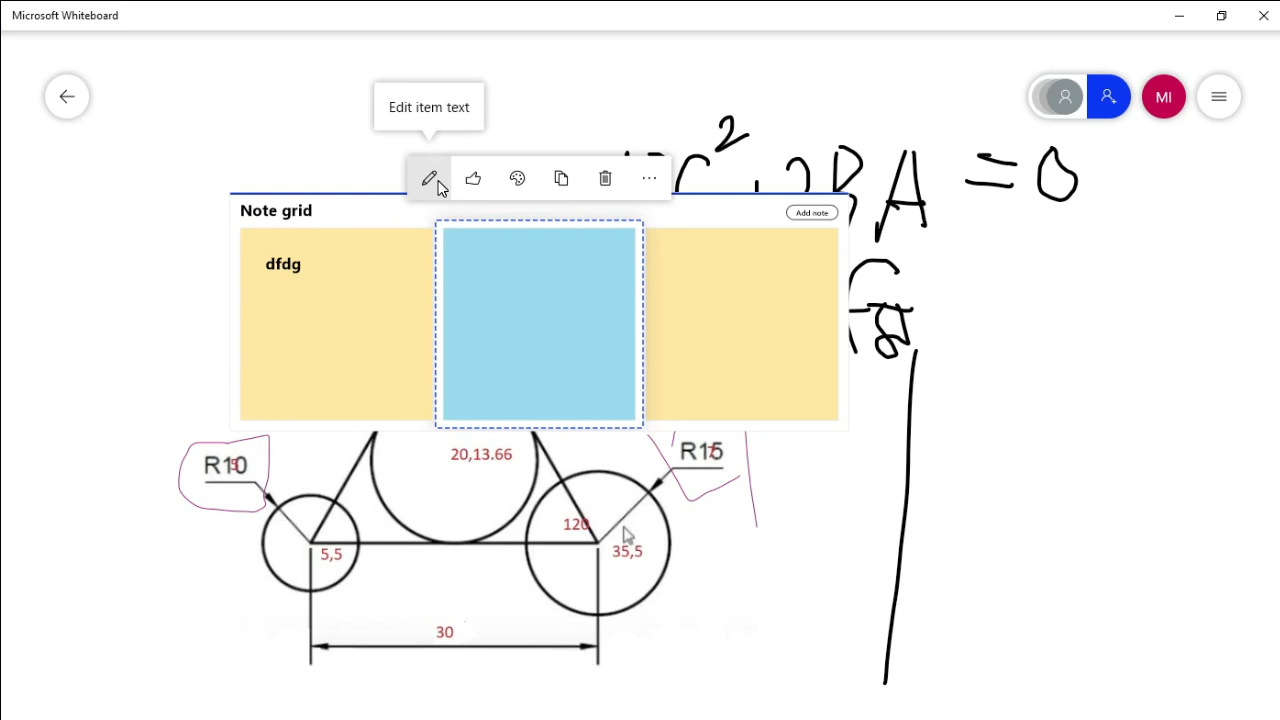 Microsoft Whiteboard
Edit item text
MI
= 0
Note grid
Add note
dfdg
20,13.66
R10
R15
120
5,5
35,5
30